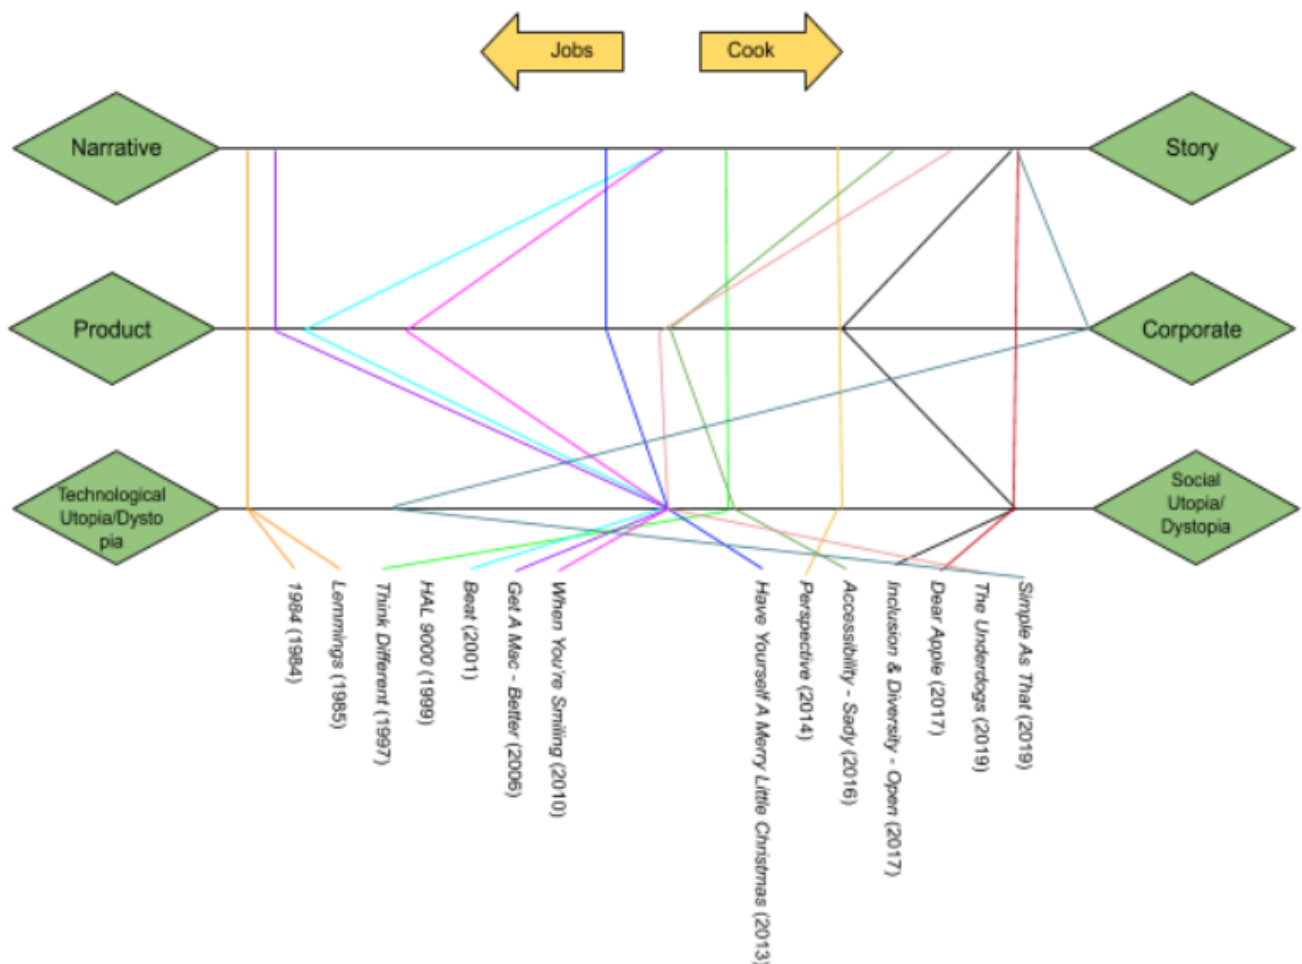 Jobs
Cook
Narrative
Story
Product
Corporate
Technological
Utopia/Dysto
pia
Social
Utopia/
Dystopia
1984 (1984)
Lemmings (1985)
Think Different (1997)
HAL 9000 (1999)
Beat (2001)
Get A Mac - Better (2006)
When You're Smiling (2010)
Have Yourself A Merry Little Christmas (2013)
Perspective (2014)
Accessibility - Sady (2016)
Inclusion & Diversity - Open (2017)
Dear Apple (2017)
The Underdogs (2019)
Simple As That (2019)